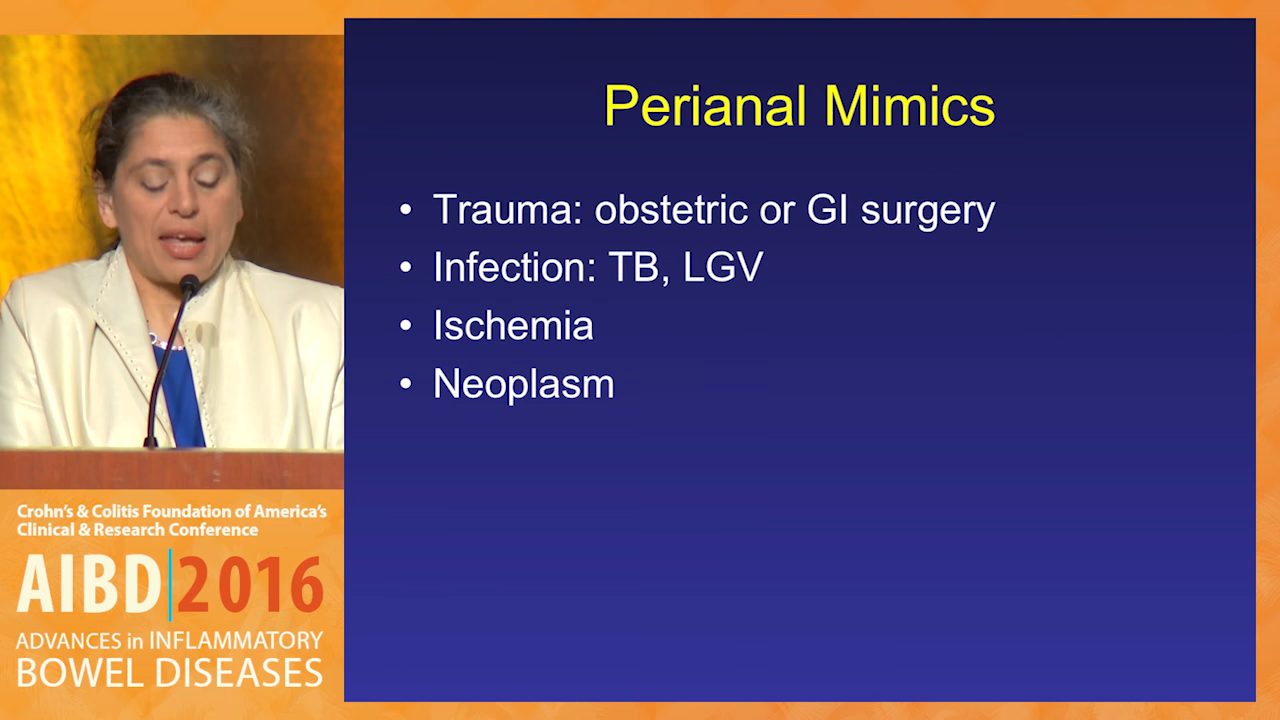 Perianal Mimics
• Trauma: obstetric or GI surgery
• Infection: TB, LGV
• Ischemia
• Neoplasm
Crohn's & Colitis Foundation of America's
Clinical & Research Conference
AIBD|2016
ADVANCES in INFLAMMATORY
BOWEL DISEASES